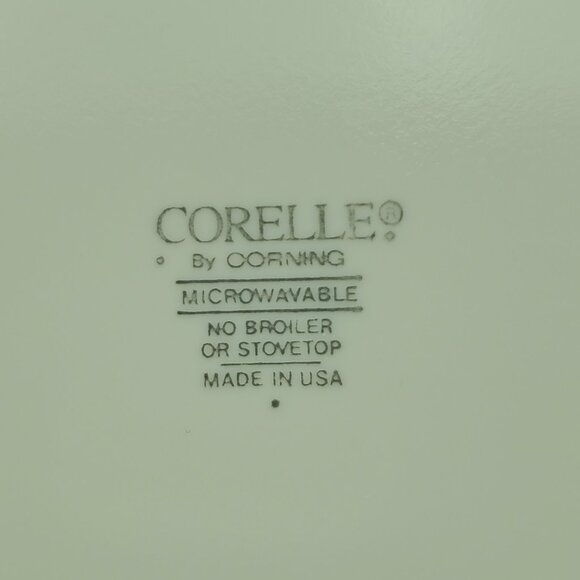 CORELLE®
By CORNING
MICROWAVABLE
NO BROILER
OR STOVETOP
MADE IN USA